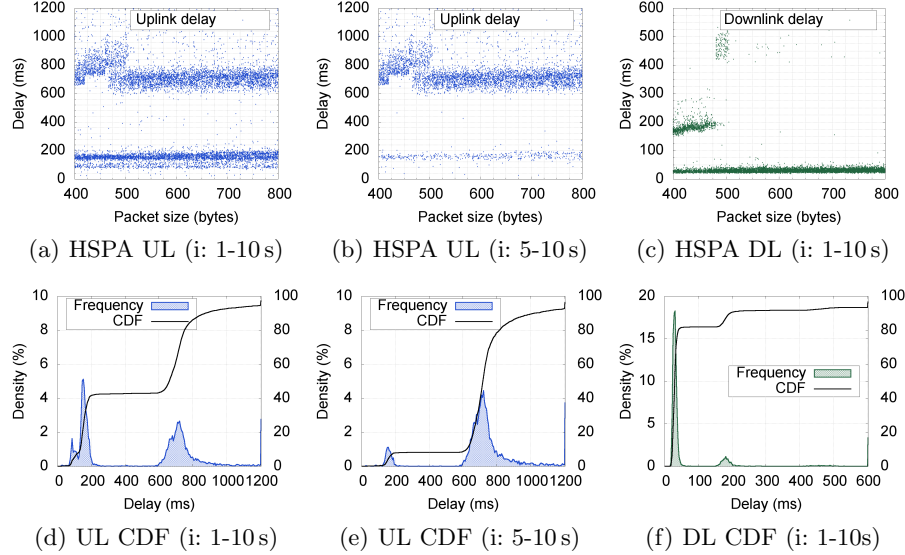 1200 1000 800 600 400 200 0
Delay (ms)
Uplink delay
400 500 600 700 800
Packet size (bytes)
(a) HSPA UL (i: 1-10 s)
1200 1000 800 600 400 200 0
Delay (ms)
Uplink delay
400 500 600 700 800
Packet size (bytes)
(b) HSPA UL (i: 5-10 s)
600 500 400 300 200 100 0
Delay (ms)
Downlink delay
400 500 600 700 800
Packet size (bytes)
(c) HSPA DL (i: 1-10 s)
10 8 6 4 2 0
Density (%)
Frequency
CDF
100 80 60 40 20 0
0 200 400 600 800 1000 1200
Delay (ms)
(d) UL CDF (i: 1-10 s)
10 8 6 4 2 0
Density (%)
Frequency
CDF
100 80 60 40 20 0
0 200 400 600 800 1000 1200
Delay (ms)
(e) UL CDF (i: 5-10 s)
20 15 10 5 0
Density (%)
Frequency
CDF
100 80 60 40 20 0
0 100 200 300 400 500 600
Delay (ms)
(f) DL CDF (i: 1-10s)